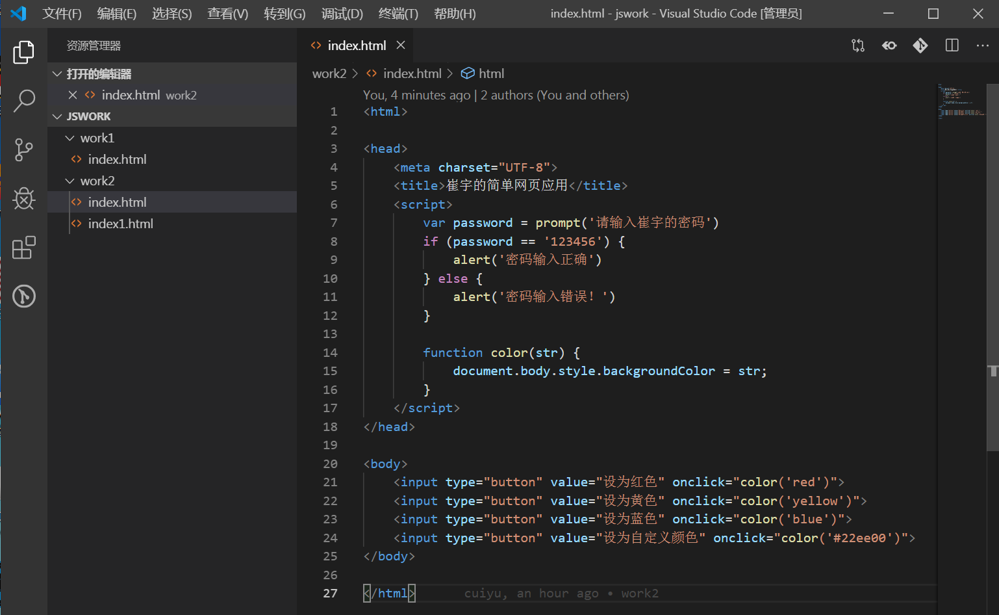 文件(F) 编辑(E) 选择(S) 查看(V) 转到(G) 调试(D) 终端(T) 帮助(H) index.html - jswork - Visual Studio Code [管理员]
资源管理器
打开的编辑器
index.html work2
JSWORK
work1
index.html
work2
index.html
index1.html
index.html
work2 > index.html > html
You, 4 minutes ago | 2 authors (You and others)
1 <html>
2
3 <head>
4 <meta charset="UTF-8">
5 <title>崔宇的简单网页应用</title>
6 <script>
7 var password = prompt('请输入崔宇的密码')
8 if (password == '123456') {
9 alert('密码输入正确')
10 } else {
11 alert('密码输入错误！')
12 }
13
14 function color(str) {
15 document.body.style.backgroundColor = str;
16 }
17 </script>
18 </head>
19
20 <body>
21 <input type="button" value="设为红色" onclick="color('red')">
22 <input type="button" value="设为黄色" onclick="color('yellow')">
23 <input type="button" value="设为蓝色" onclick="color('blue')">
24 <input type="button" value="设为自定义颜色" onclick="color('#22ee00')">
25 </body>
26
27 </html> cuiyu, an hour ago • work2